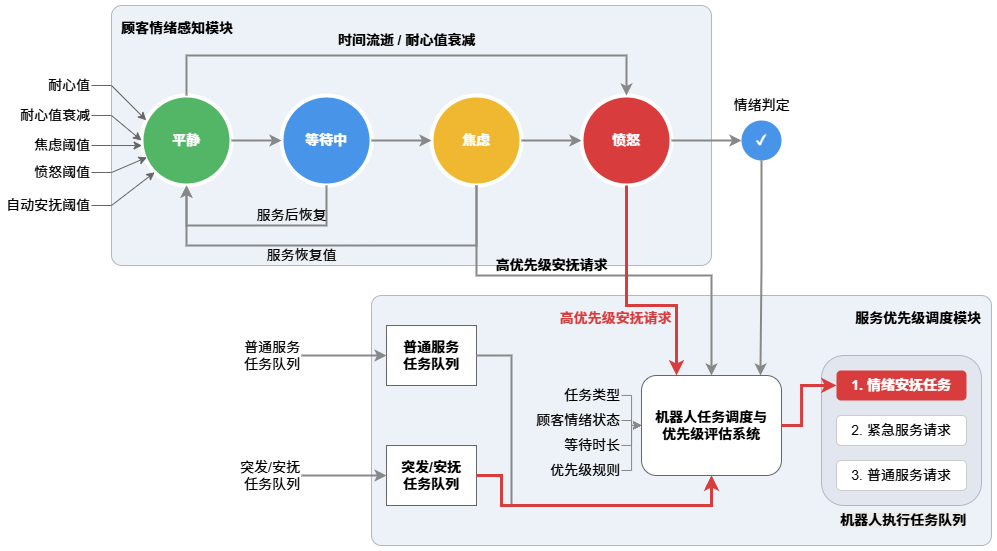 顾客情绪感知模块
时间流逝 / 耐心值衰减
耐心值
耐心值衰减
焦虑阈值
愤怒阈值
自动安抚阈值
平静
等待中
焦虑
愤怒
情绪判定
✓
服务后恢复
服务恢复值
高优先级安抚请求
高优先级安抚请求
服务优先级调度模块
普通服务
任务队列
普通服务
任务队列
突发/安抚
任务队列
突发/安抚
任务队列
任务类型
顾客情绪状态
等待时长
优先级规则
机器人任务调度与
优先级评估系统
1. 情绪安抚任务
2. 紧急服务请求
3. 普通服务请求
机器人执行任务队列